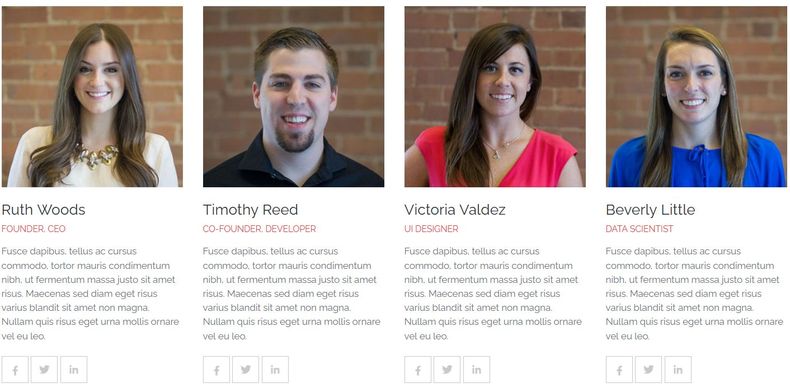 Ruth Woods
FOUNDER, CEO
Fusce dapibus, tellus ac cursus
commodo, tortor mauris condimentum
nibh, ut fermentum massa justo sit amet
risus. Maecenas sed diam eget risus
varius blandit sit amet non magna.
Nullam quis risus eget urna mollis ornare
vel eu leo.
f
in
Timothy Reed
CO-FOUNDER, DEVELOPER
Fusce dapibus, tellus ac cursus
commodo, tortor mauris condimentum
nibh, ut fermentum massa justo sit amet
risus. Maecenas sed diam eget risus
varius blandit sit amet non magna.
Nullam quis risus eget urna mollis ornare
vel eu leo.
f
in
Victoria Valdez
UI DESIGNER
Fusce dapibus, tellus ac cursus
commodo, tortor mauris condimentum
nibh, ut fermentum massa justo sit amet
risus. Maecenas sed diam eget risus
varius blandit sit amet non magna.
Nullam quis risus eget urna mollis ornare
vel eu leo.
f
in
Beverly Little
DATA SCIENTIST
Fusce dapibus, tellus ac cursus
commodo, tortor mauris condimentum
nibh, ut fermentum massa justo sit amet
risus. Maecenas sed diam eget risus
varius blandit sit amet non magna.
Nullam quis risus eget urna mollis ornare
vel eu leo.
f
in